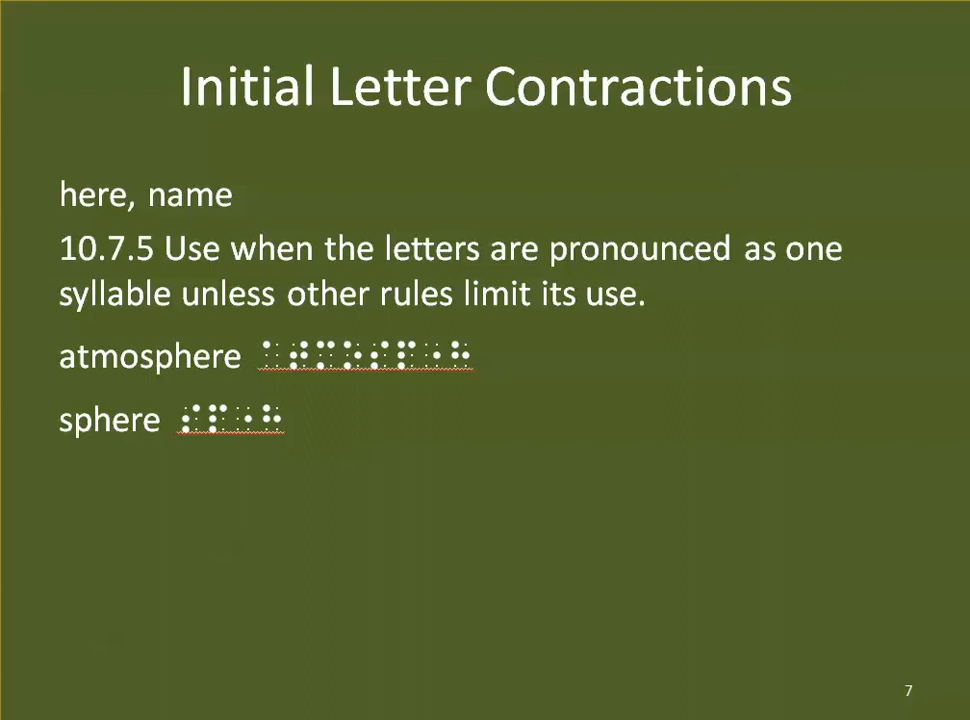 Initial Letter Contractions
here, name
10.7.5 Use when the letters are pronounced as one
syllable unless other rules limit its use.
atmosphere ⠁⠞⠍⠕⠎⠏⠐⠓
sphere ⠎⠏⠐⠓
7